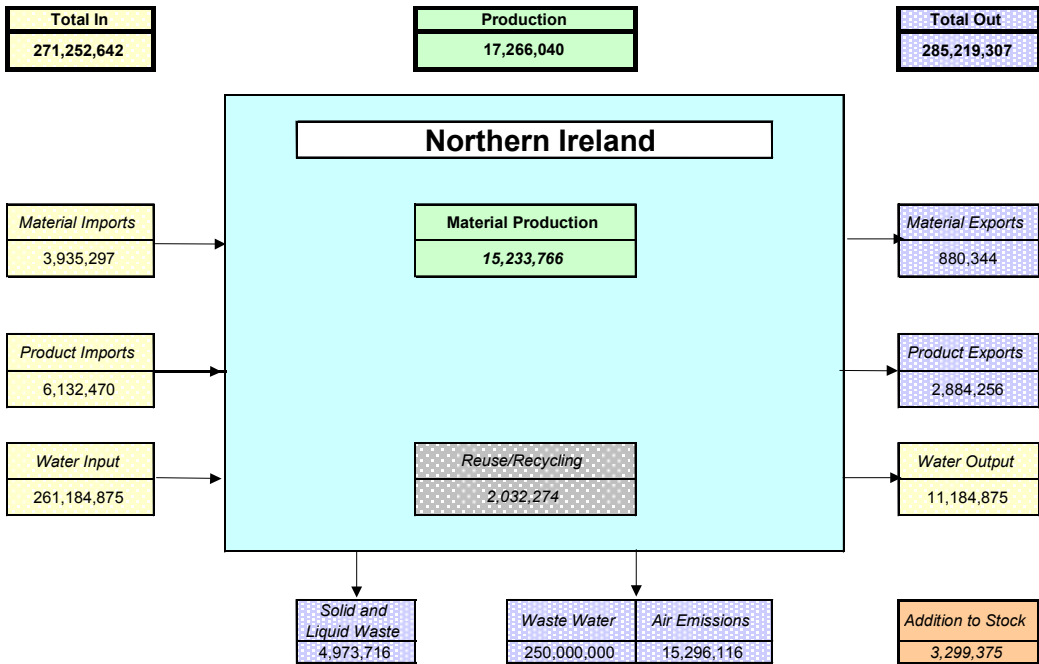 Total In
Production
Total Out
271,252,642
17,266,040
285,219,307
Northern Ireland
Material Imports
Material Production
Material Exports
3,935,297
15,233,766
880,344
Product Imports
Product Exports
6,132,470
2,884,256
Water Input
Reuse/Recycling
Water Output
261,184,875
2,032,274
11,184,875
Solid and
Liquid Waste
Waste Water
Air Emissions
Addition to Stock
4,973,716
250,000,000
15,296,116
3,299,375